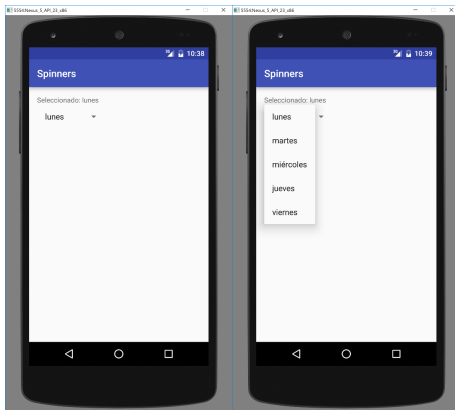 5554:Nexus_5_API_23_x86
10:38
Spinners
Seleccionado: lunes
lunes
5554:Nexus_5_API_23_x86
10:39
Spinners
Seleccionado: lunes
lunes
martes
miércoles
jueves
viernes